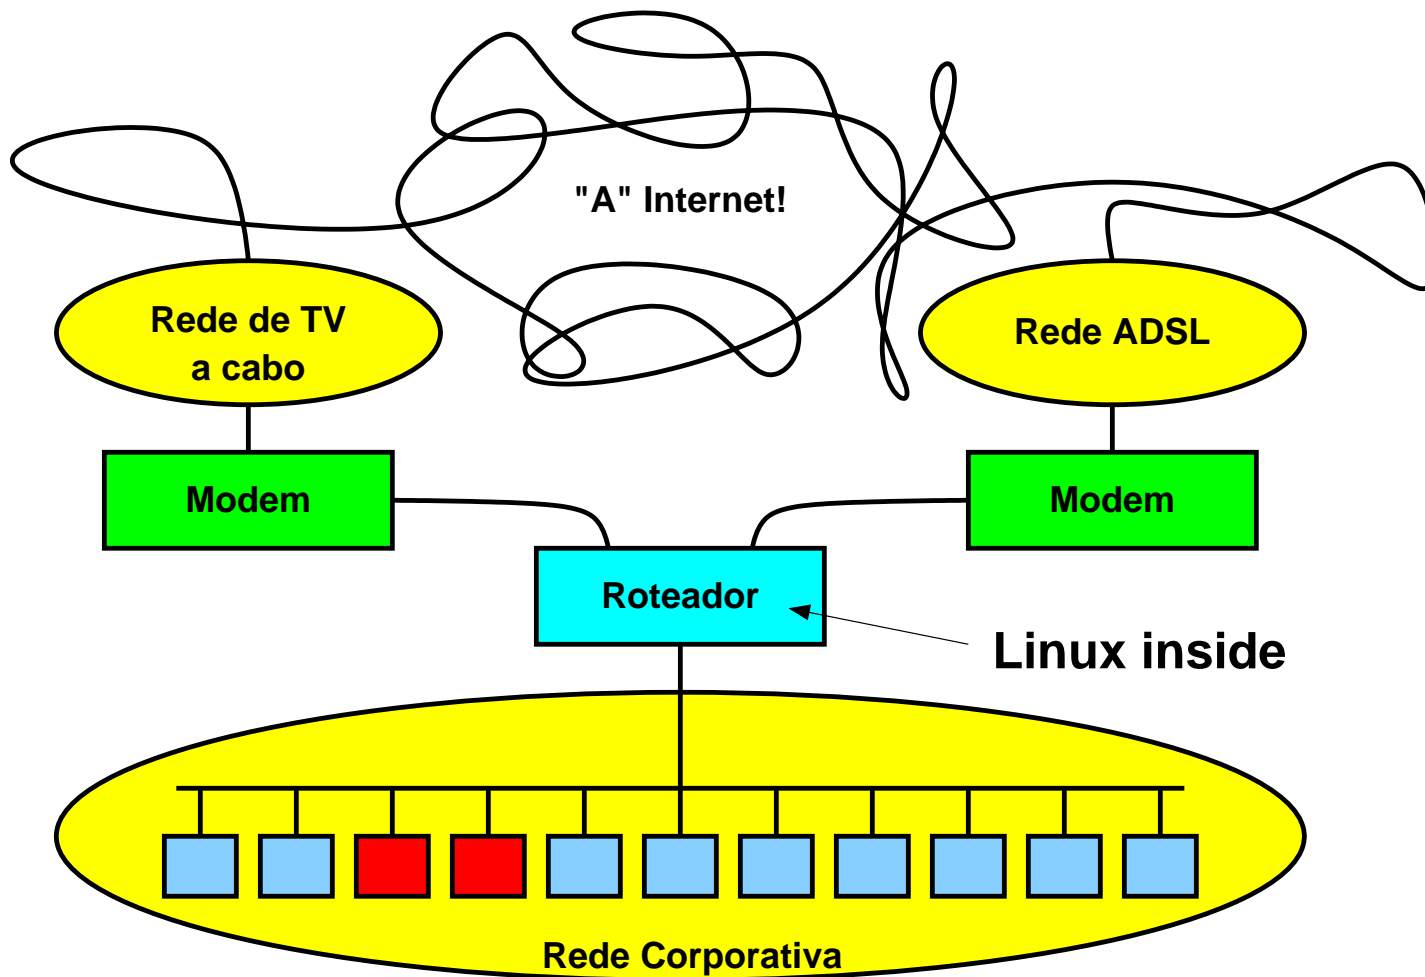 "A" Internet!
Rede de TV
a cabo
Rede ADSL
Modem
Modem
Roteador
Linux inside
Rede Corporativa